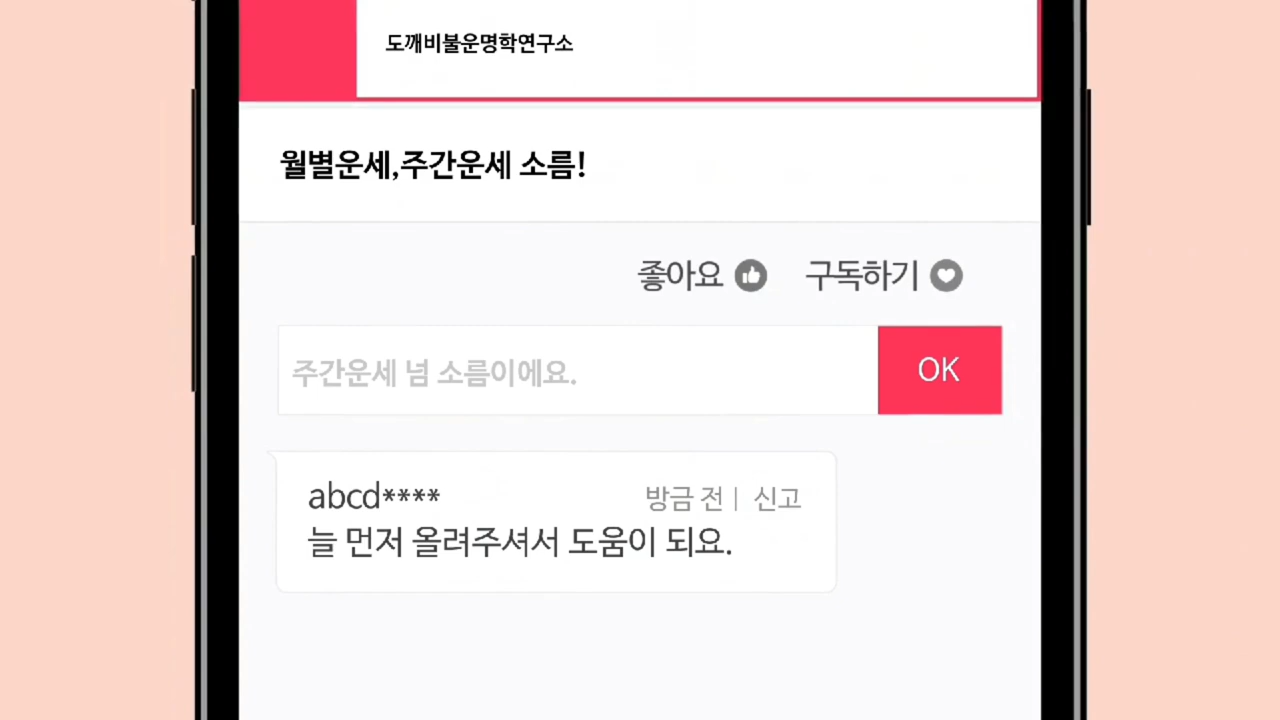 도깨비불운명학연구소
월별운세,주간운세 소름!
좋아요 구독하기
주간운세 넘 소름이에요.
OK
abcd****
방금 전 | 신고
늘 먼저 올려주셔서 도움이 되요.